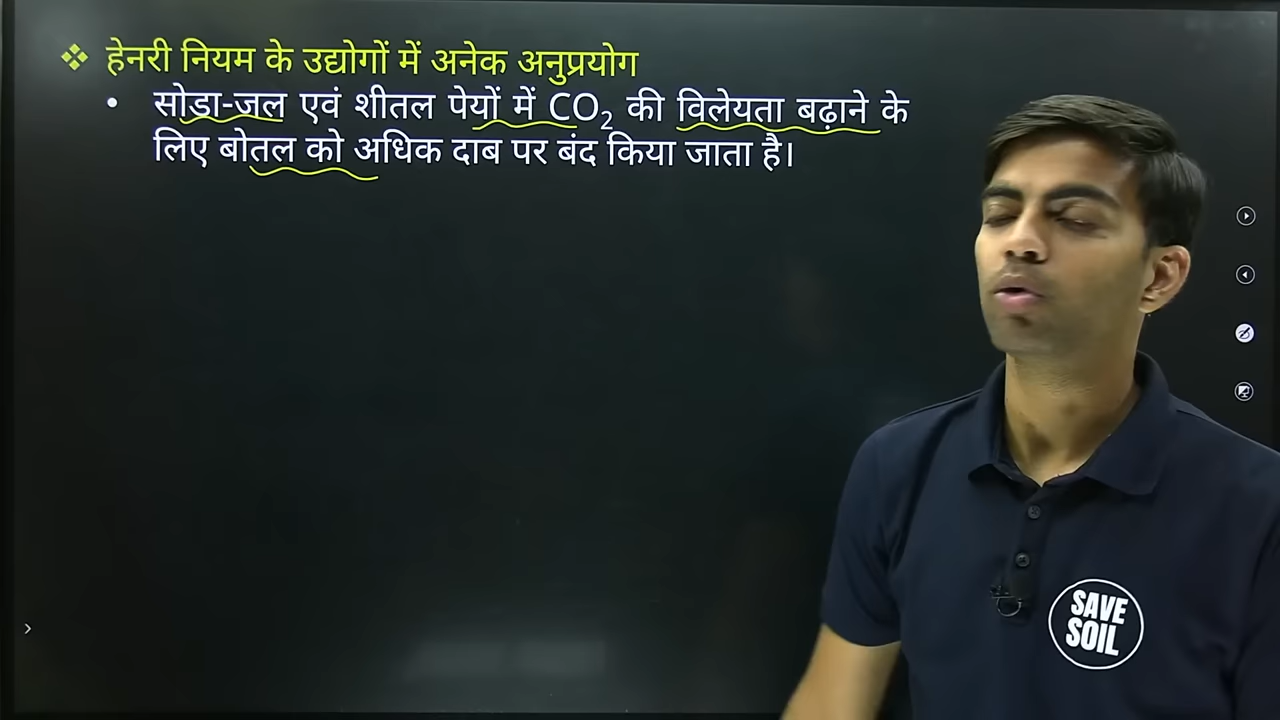 ❖ हेनरी नियम के उद्योगों में अनेक अनुप्रयोग
• सोडा-जल एवं शीतल पेयों में CO₂ की विलेयता बढ़ाने के
लिए बोतल को अधिक दाब पर बंद किया जाता है।
SAVE
SOIL